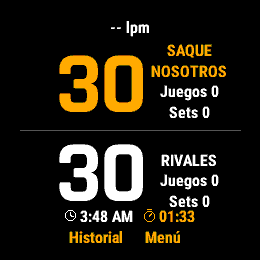 -- lpm
30
SAQUE
NOSOTROS
Juegos 0
Sets 0
30
RIVALES
Juegos 0
Sets 0
3:48 AM 01:33
Historial Menú